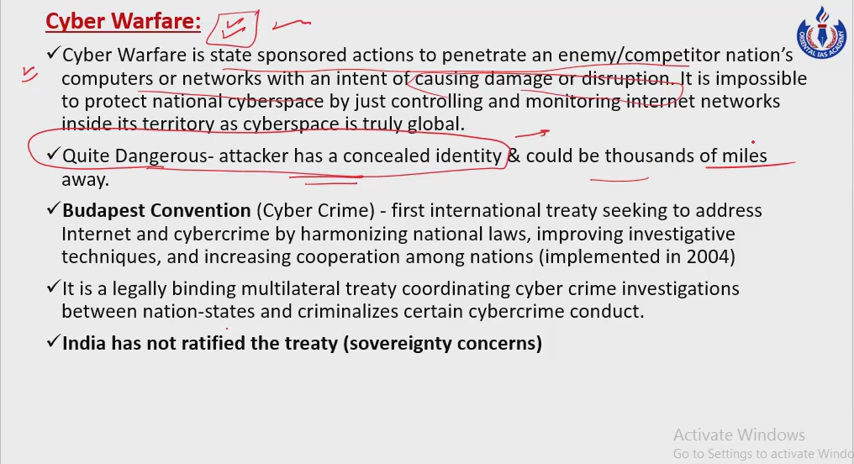 Cyber Warfare:
✓Cyber Warfare is state sponsored actions to penetrate an enemy/competitor nation's
computers or networks with an intent of causing damage or disruption. It is impossible
to protect national cyberspace by just controlling and monitoring internet networks
inside its territory as cyberspace is truly global.
✓Quite Dangerous- attacker has a concealed identity & could be thousands of miles
away.
✓Budapest Convention (Cyber Crime) - first international treaty seeking to address
Internet and cybercrime by harmonizing national laws, improving investigative
techniques, and increasing cooperation among nations (implemented in 2004)
✓It is a legally binding multilateral treaty coordinating cyber crime investigations
between nation-states and criminalizes certain cybercrime conduct.
✓India has not ratified the treaty (sovereignty concerns)
ORIENTAL IAS ACADEMY
Activate Windows
Go to Settings to activate Windo